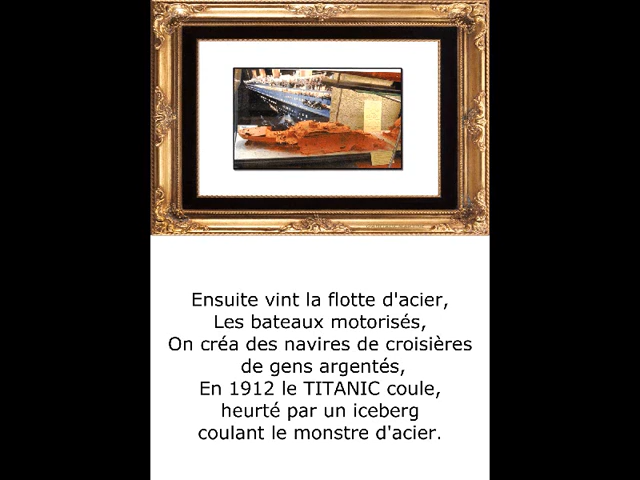 Ensuite vint la flotte d'acier,
Les bateaux motorisés,
On créa des navires de croisières
de gens argentés,
En 1912 le TITANIC coule,
heurté par un iceberg
coulant le monstre d'acier.